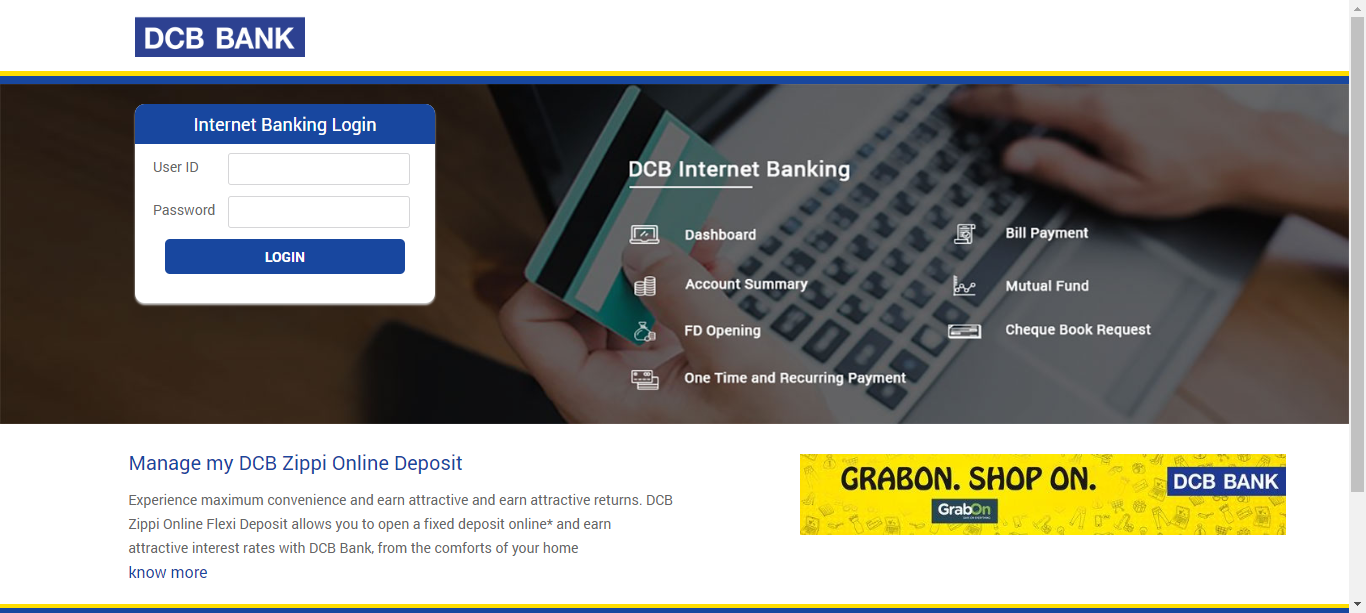 DCB BANK
Internet Banking Login
User ID
Password
LOGIN
DCB Internet Banking
Dashboard
Bill Payment
Account Summary
Mutual Fund
FD Opening
Cheque Book Request
One Time and Recurring Payment
Manage my DCB Zippi Online Deposit
Experience maximum convenience and earn attractive and earn attractive returns. DCB
Zippi Online Flexi Deposit allows you to open a fixed deposit online* and earn
attractive interest rates with DCB Bank, from the comforts of your home
know more
GRABON. SHOP ON.
GrabOn
DCB BANK